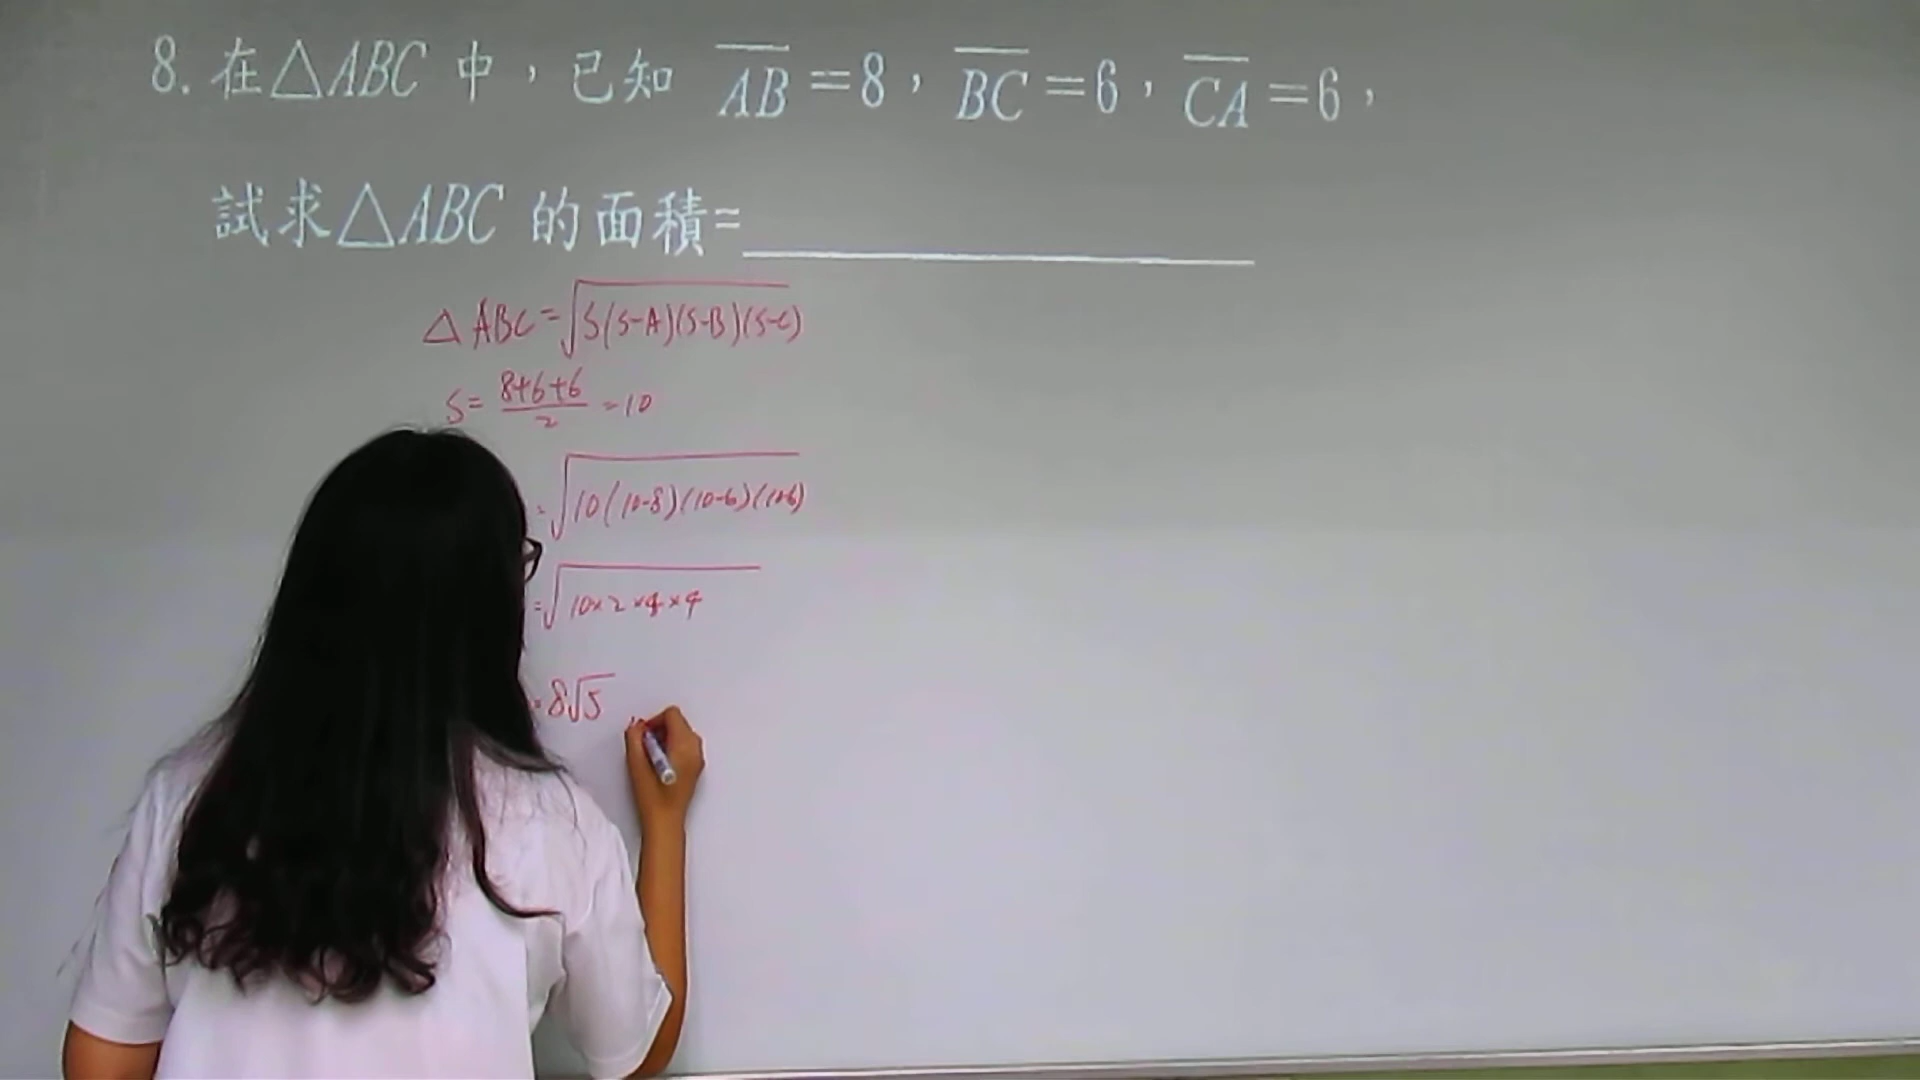 8. 在△ABC 中，已知 AB=8，BC=6，CA=6，
試求△ABC 的面積=
△ABC=√S(S-A)(S-B)(S-C)
S=8+6+6/2=10
=√10(10-8)(10-6)(10-6)
=√10×2×4×4
=8√5